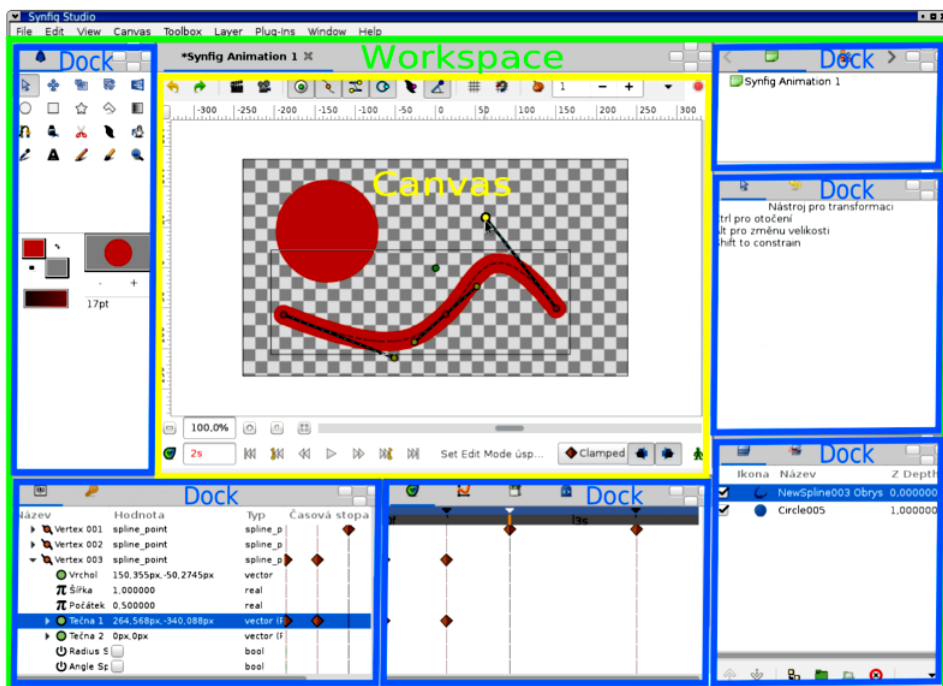 Synfig Studio
File Edit View Canvas Toolbox Layer Plug-Ins Window Help
Dock
*Synfig Animation 1
Workspace
Dock
1
Synfig Animation 1
-300 -250 -200 -150 -100 -50 0 50 100 150 200 250 300
Canvas
Dock
Nástroj pro transformaci
Ctrl pro otočení
Alt pro změnu velikosti
Shift to constrain
17pt
100,0%
2s
Set Edit Mode úsp...
Clamped
Dock
Ikona Název Z Depth
NewSpline003 Obrys 0,000000
Circle005 1,000000
Dock
Název Hodnota Typ Časová stopa
Vertex 001 spline_point spline_p
Vertex 002 spline_point spline_p
Vertex 003 spline_point spline_p
Vrchol 150,355px,-50,2745px vector
Šířka 1,000000 real
Počátek 0,500000 real
Tečna 1 264,568px,-340,088px vector (F
Tečna 2 0px,0px vector (F
Radius S bool
Angle Sp bool
Dock
0f 3s